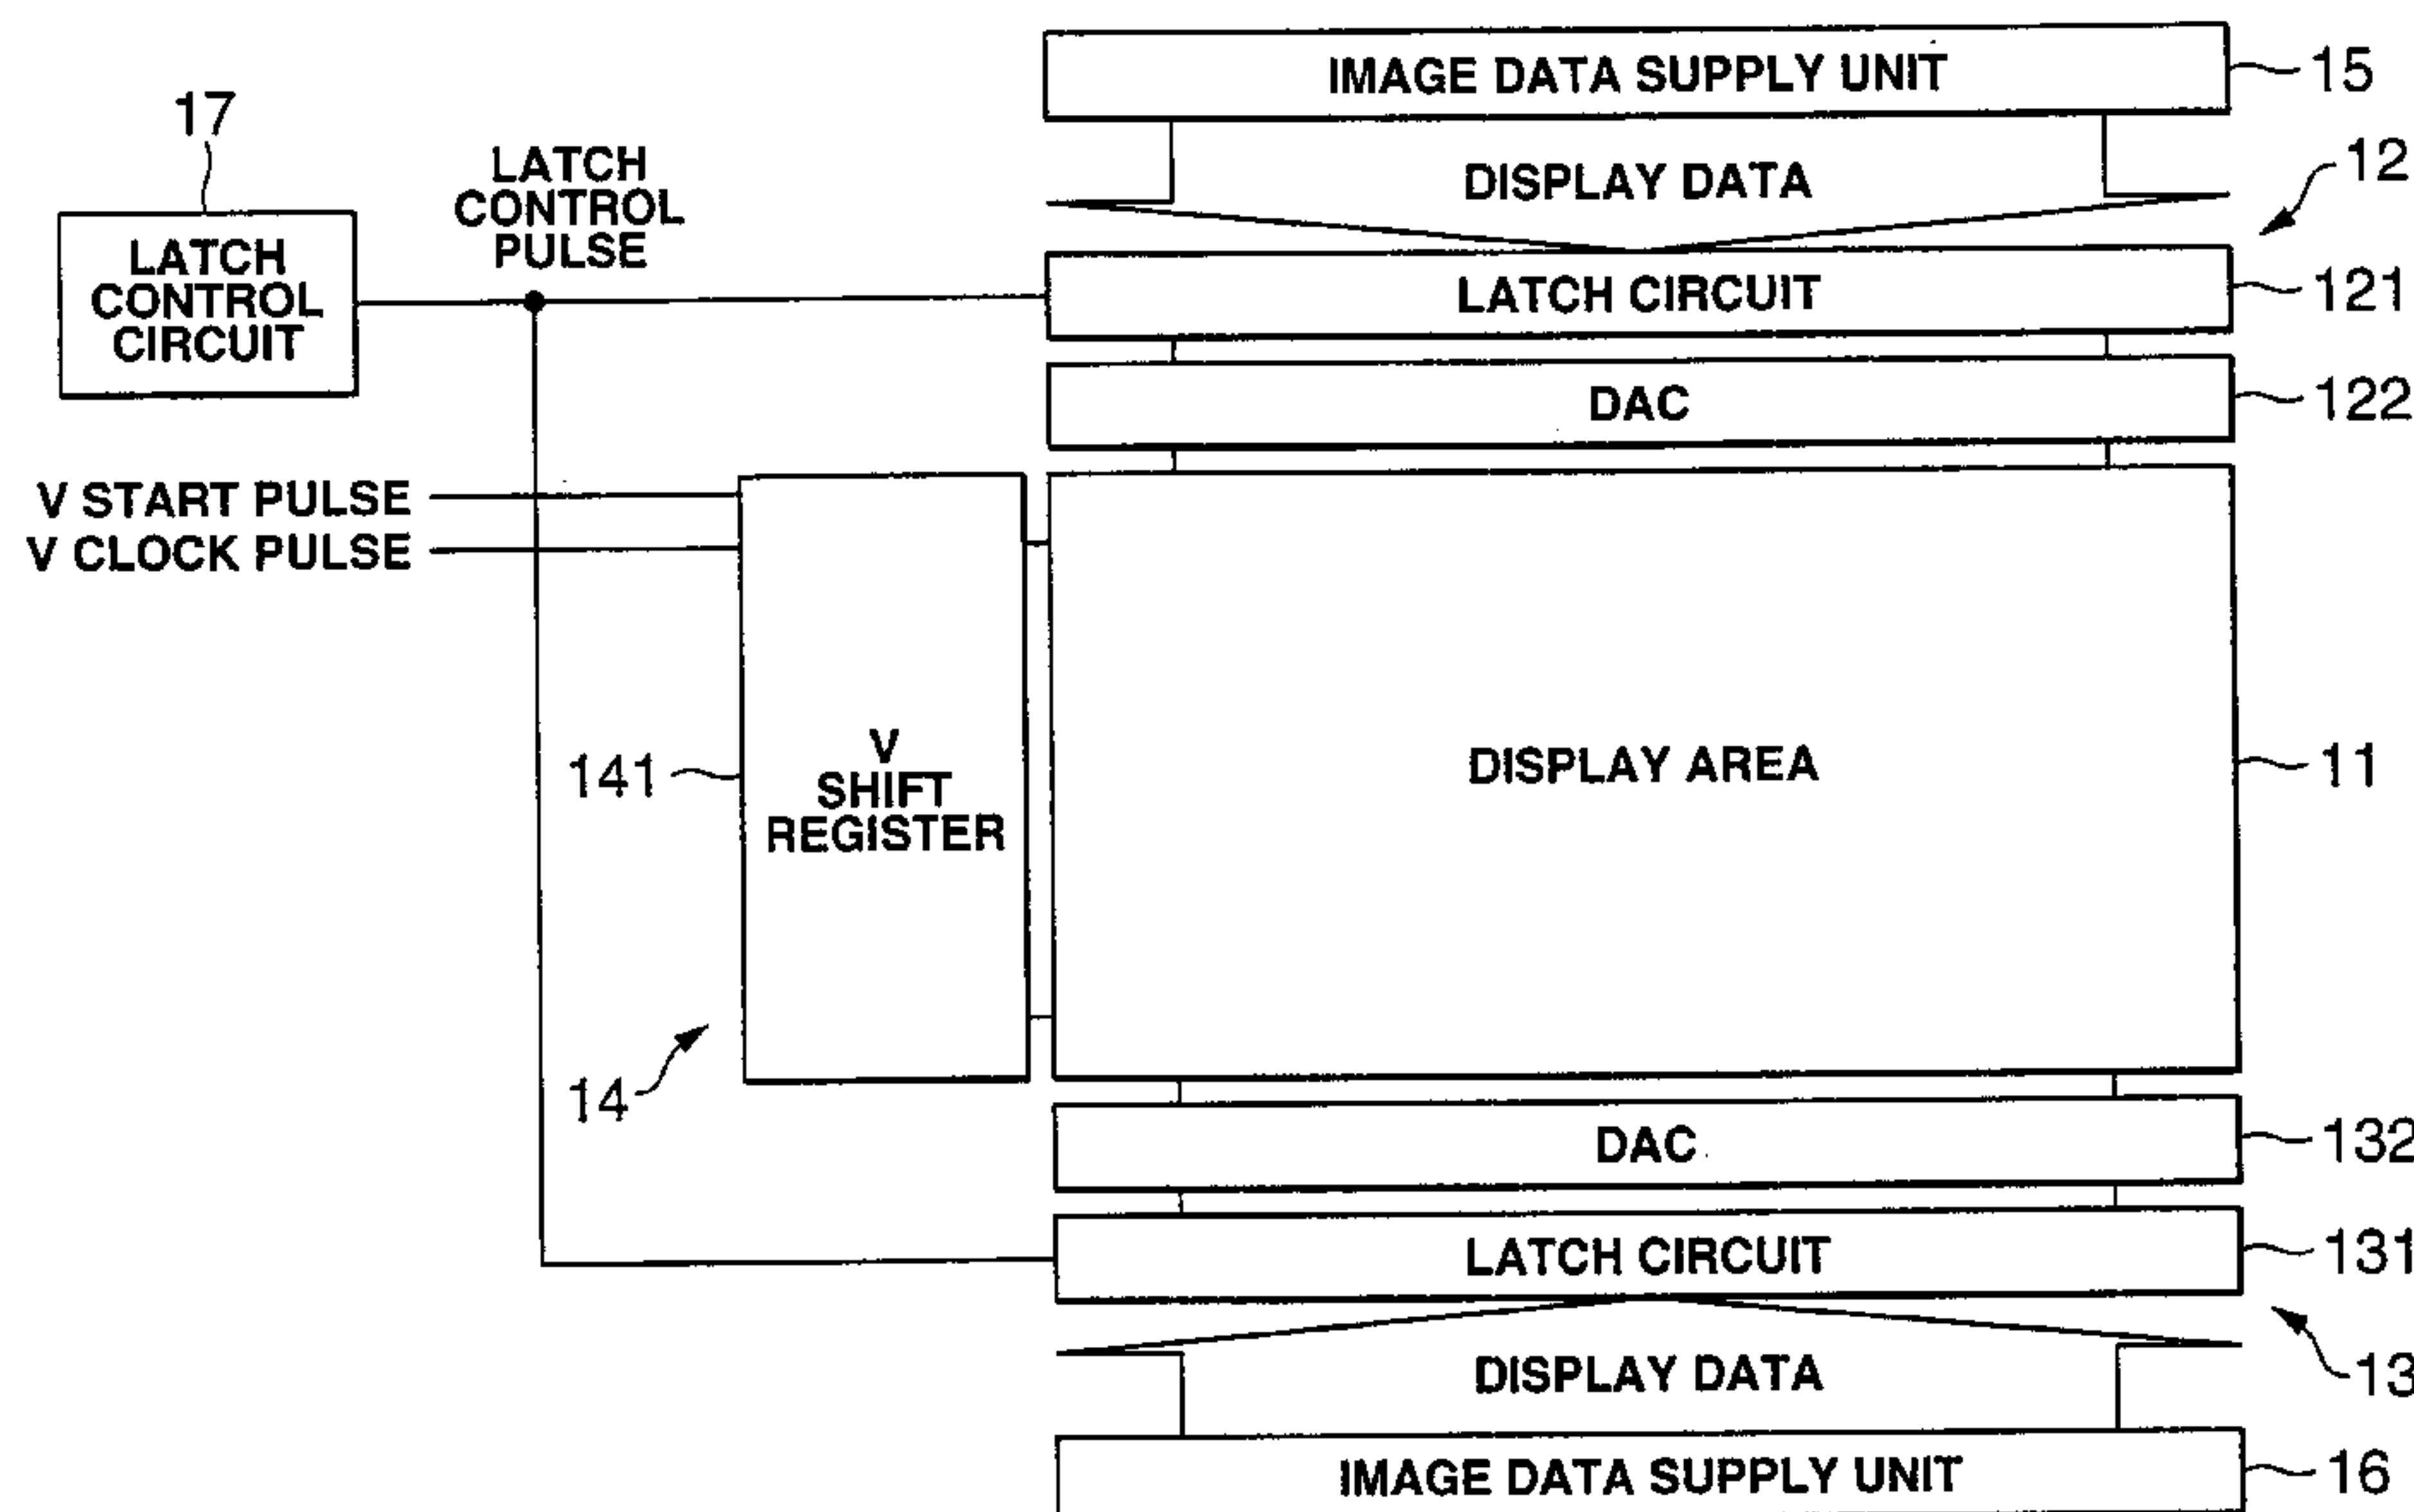 IMAGE DATA SUPPLY UNIT
15
17
LATCH
CONTROL
PULSE
DISPLAY DATA
12
LATCH
CONTROL
CIRCUIT
LATCH CIRCUIT
121
DAC
122
V START PULSE
V CLOCK PULSE
141
V
SHIFT
REGISTER
DISPLAY AREA
11
14
DAC
132
LATCH CIRCUIT
131
DISPLAY DATA
13
IMAGE DATA SUPPLY UNIT
16